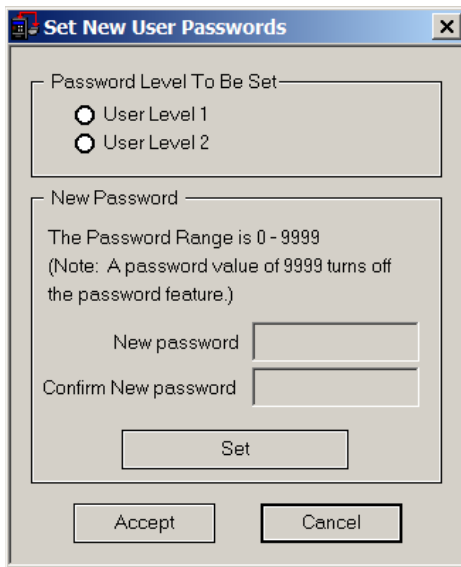 Set New User Passwords
Password Level To Be Set
User Level 1
User Level 2
New Password
The Password Range is 0 - 9999
(Note: A password value of 9999 turns off
the password feature.)
New password
Confirm New password
Set
Accept
Cancel